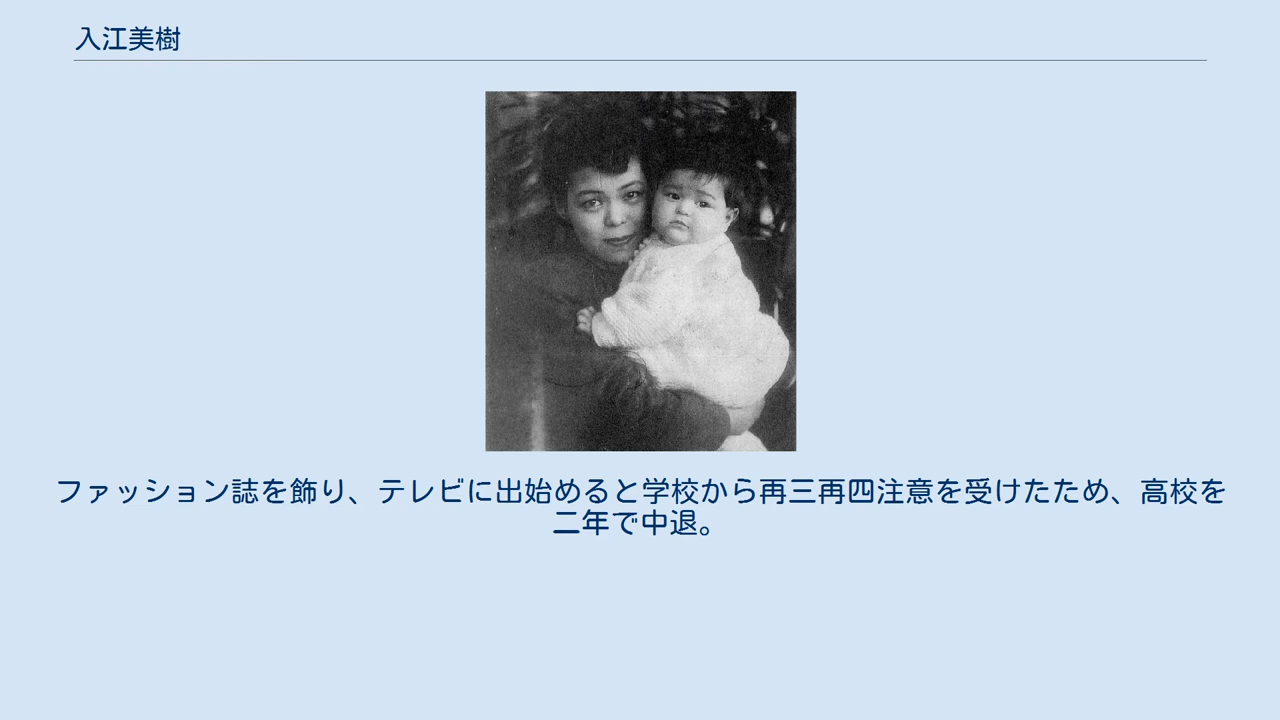 入江美樹
ファッション誌を飾り、テレビに出始めると学校から再三再四注意を受けたため、高校を
二年で中退。